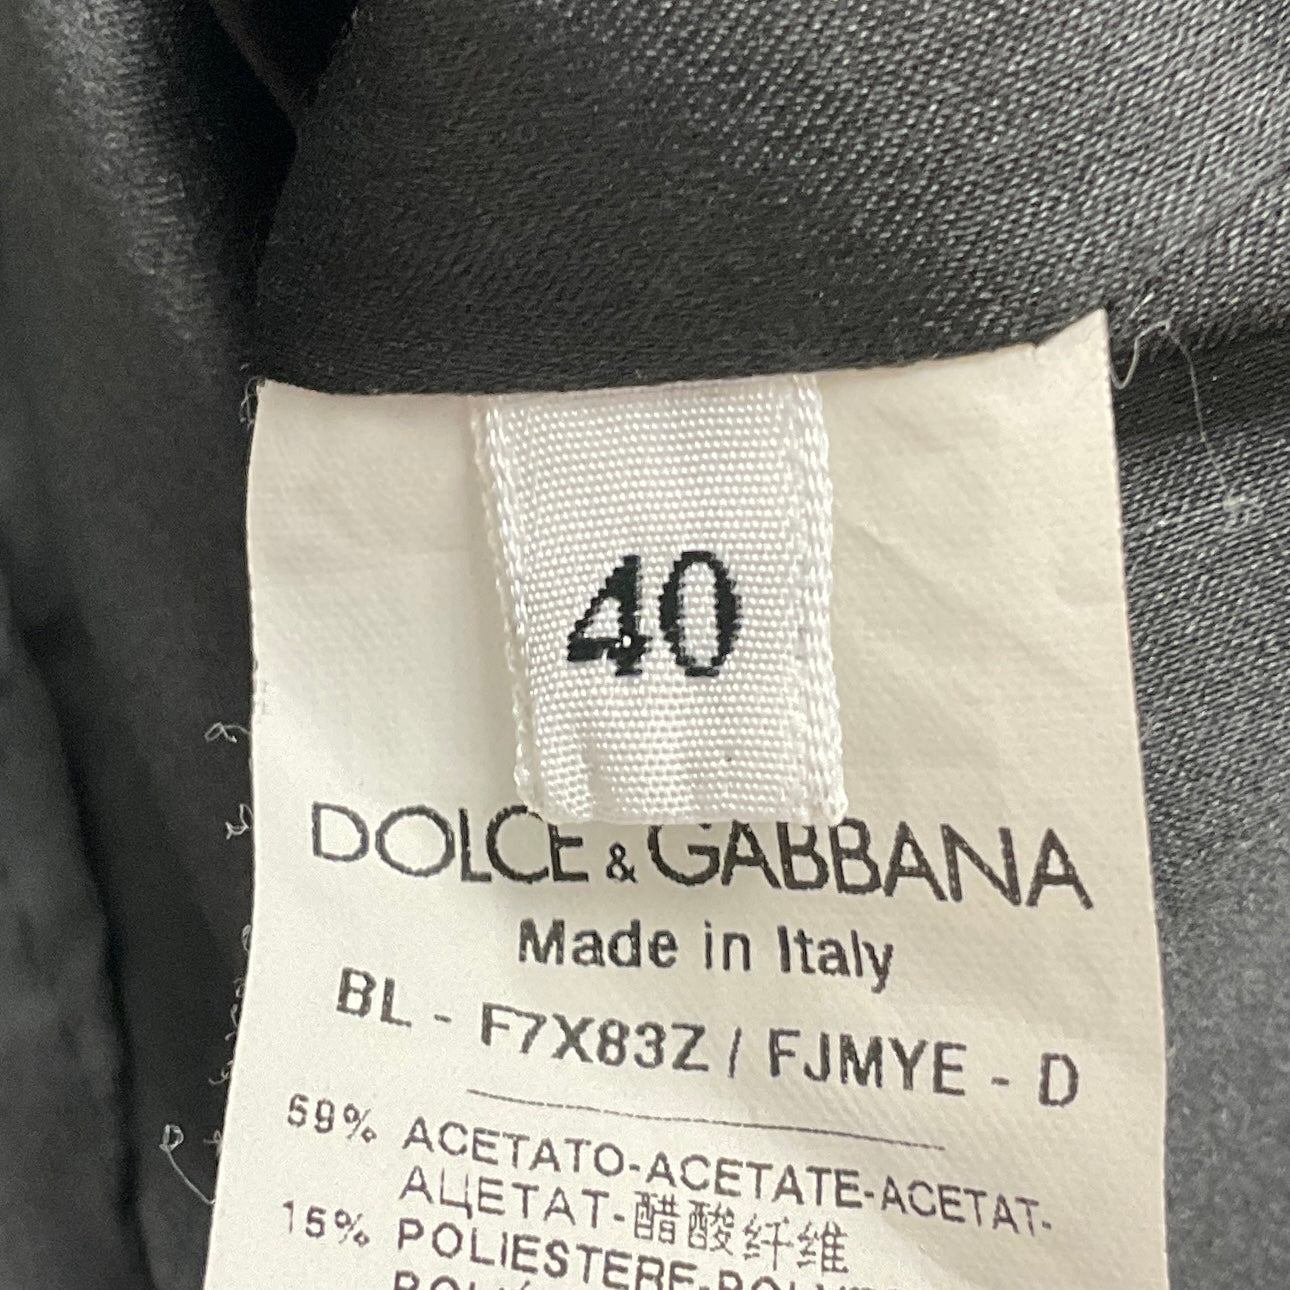 40
DOLCE & GABBANA
Made in Italy
BL - F7X83Z / FJMYE - D
59% ACETATO-ACETATE-ACETAT-
АЦЕТАТ-醋酸纤维
15% POLIESTERE-